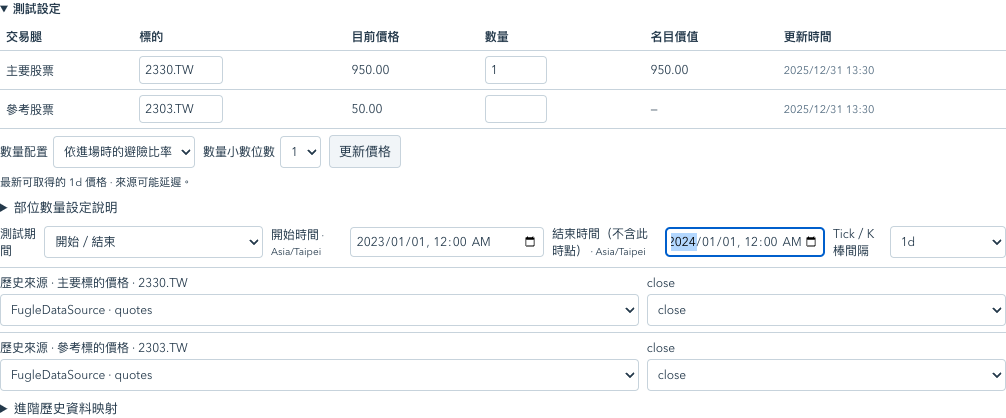 ▼ 測試設定
交易腿 標的 目前價格 數量 名目價值 更新時間
主要股票 2330.TW 950.00 1 950.00 2025/12/31 13:30
參考股票 2303.TW 50.00 – 2025/12/31 13:30
數量配置 依進場時的避險比率 數量小數位數 1 更新價格
最新可取得的 1d 價格 · 來源可能延遲。
▶ 部位數量設定說明
測試期間 開始 / 結束 開始時間 · Asia/Taipei 2023/01/01, 12:00 AM 結束時間（不含此時點） · Asia/Taipei 2024/01/01, 12:00 AM Tick / K 棒間隔 1d
歷史來源 · 主要標的價格 · 2330.TW close
FugleDataSource · quotes close
歷史來源 · 參考標的價格 · 2303.TW close
FugleDataSource · quotes close
▶ 進階歷史資料映射